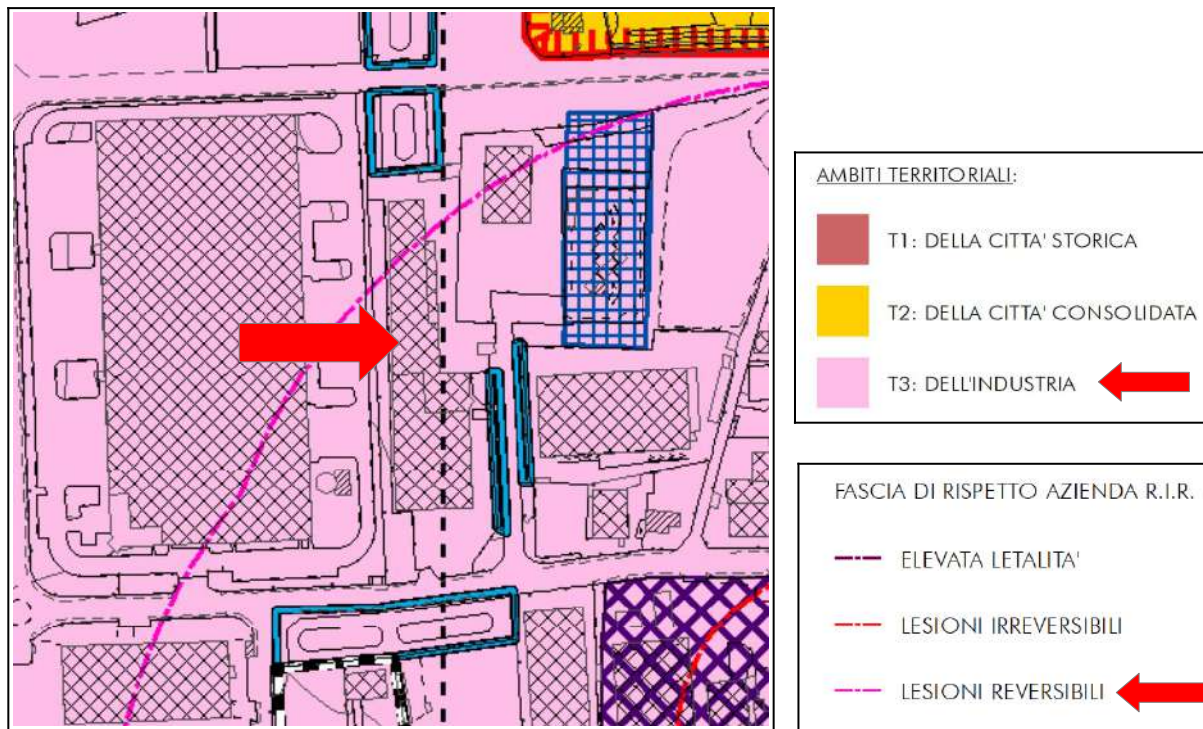 AMBITI TERRITORIALI:
T1: DELLA CITTA' STORICA
T2: DELLA CITTA' CONSOLIDATA
T3: DELL'INDUSTRIA
FASCIA DI RISPETTO AZIENDA R.I.R.
ELEVATA LETALITA'
LESIONI IRREVERSIBILI
LESIONI REVERSIBILI